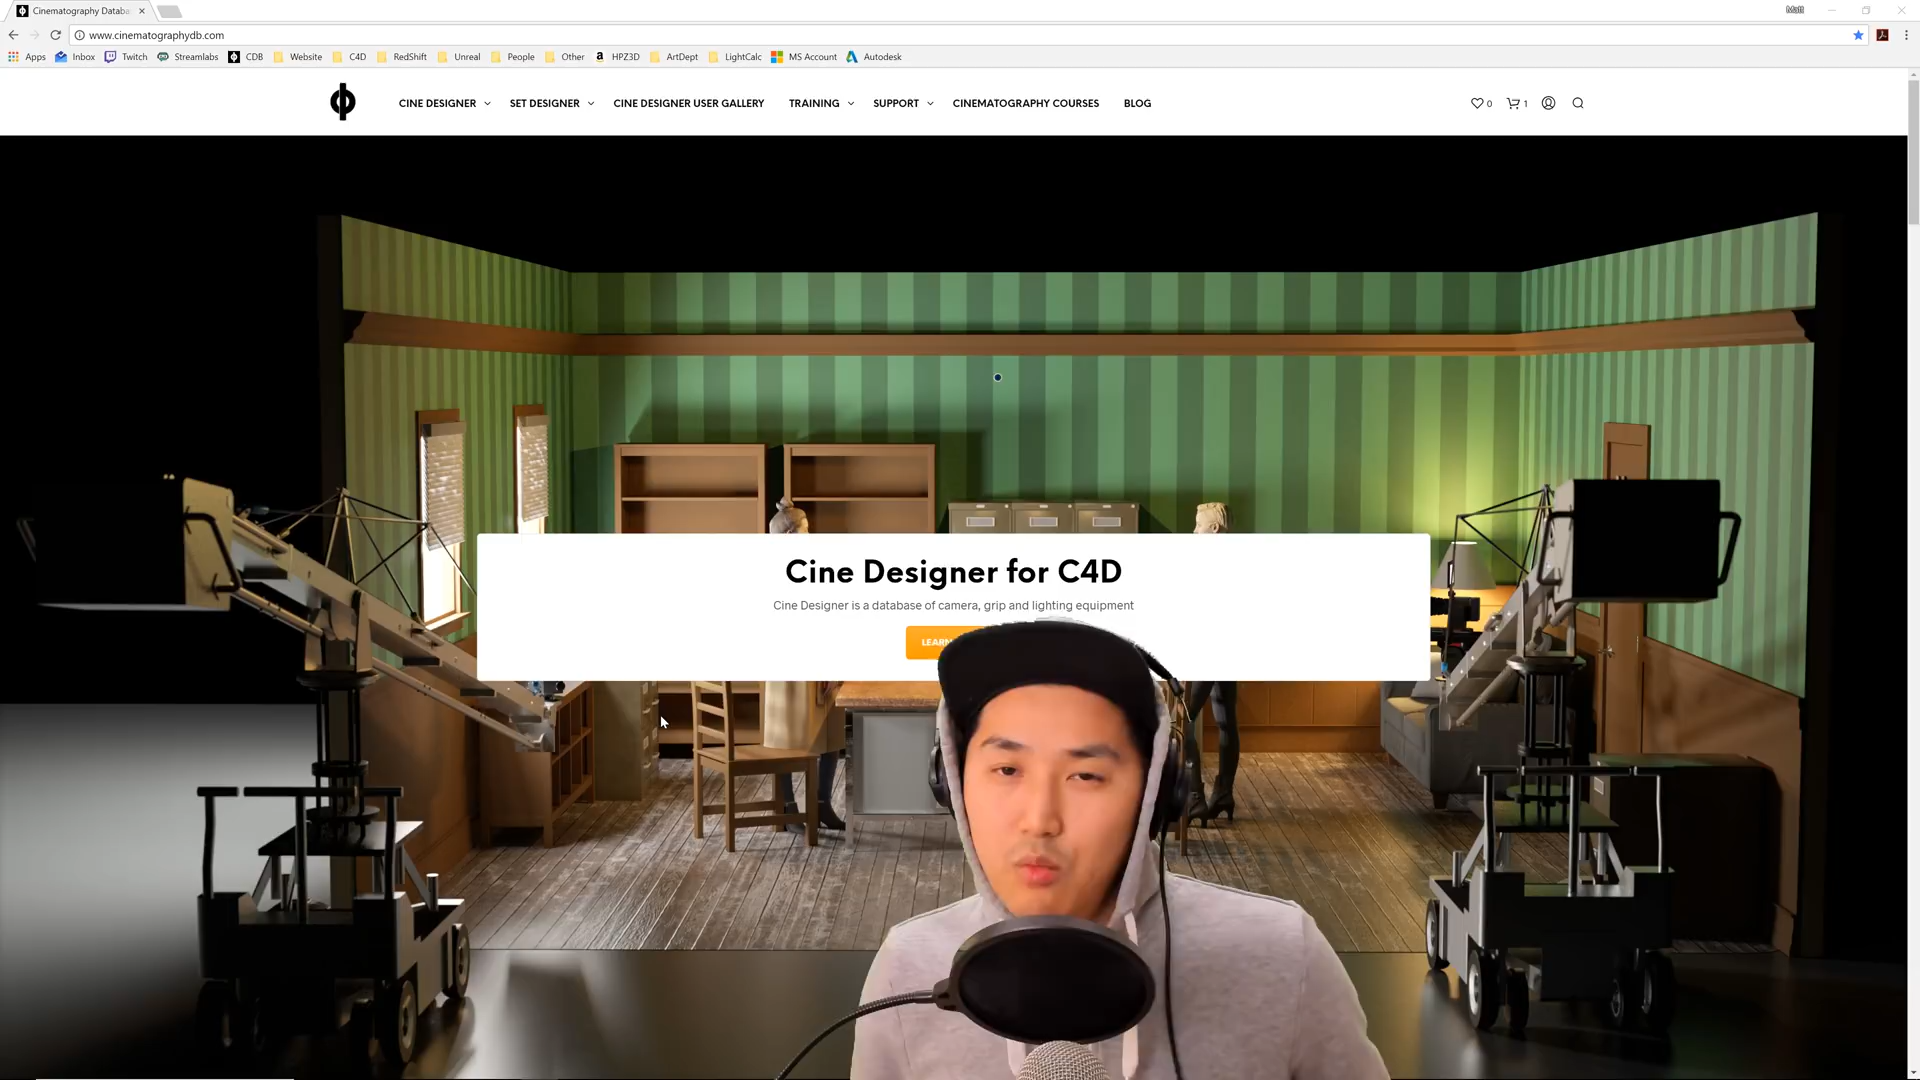 Cinematography Databa
Matt
www.cinematographydb.com
Apps Inbox Twitch Streamlabs CDB Website C4D RedShift Unreal People Other HPZ3D ArtDept LightCalc MS Account Autodesk
CINE DESIGNER SET DESIGNER CINE DESIGNER USER GALLERY TRAINING SUPPORT CINEMATOGRAPHY COURSES BLOG 0 1
Cine Designer for C4D
Cine Designer is a database of camera, grip and lighting equipment
LEARN